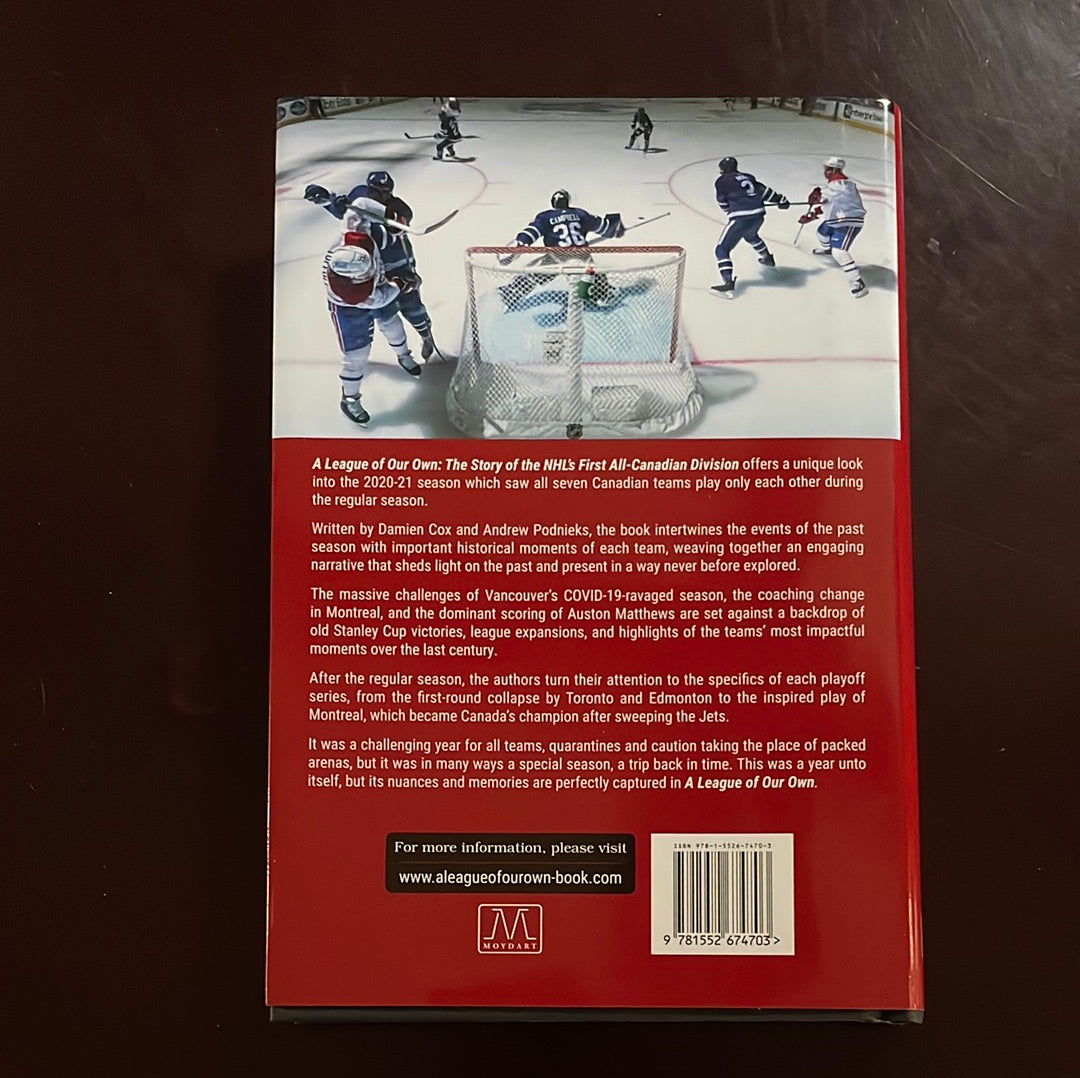 enterprise
CAMPBELL
36
3
A League of Our Own: The Story of the NHL's First All-Canadian Division offers a unique look
into the 2020-21 season which saw all seven Canadian teams play only each other during
the regular season.
Written by Damien Cox and Andrew Podnieks, the book intertwines the events of the past
season with important historical moments of each team, weaving together an engaging
narrative that sheds light on the past and present in a way never before explored.
The massive challenges of Vancouver's COVID-19-ravaged season, the coaching change
in Montreal, and the dominant scoring of Auston Matthews are set against a backdrop of
old Stanley Cup victories, league expansions, and highlights of the teams' most impactful
moments over the last century.
After the regular season, the authors turn their attention to the specifics of each playoff
series, from the first-round collapse by Toronto and Edmonton to the inspired play of
Montreal, which became Canada's champion after sweeping the Jets.
It was a challenging year for all teams, quarantines and caution taking the place of packed
arenas, but it was in many ways a special season, a trip back in time. This was a year unto
itself, but its nuances and memories are perfectly captured in A League of Our Own.
For more information, please visit
www.aleagueofourown-book.com
M
MOYDART
ISBN 978-1-5526-7470-3
9 781552 674703 >